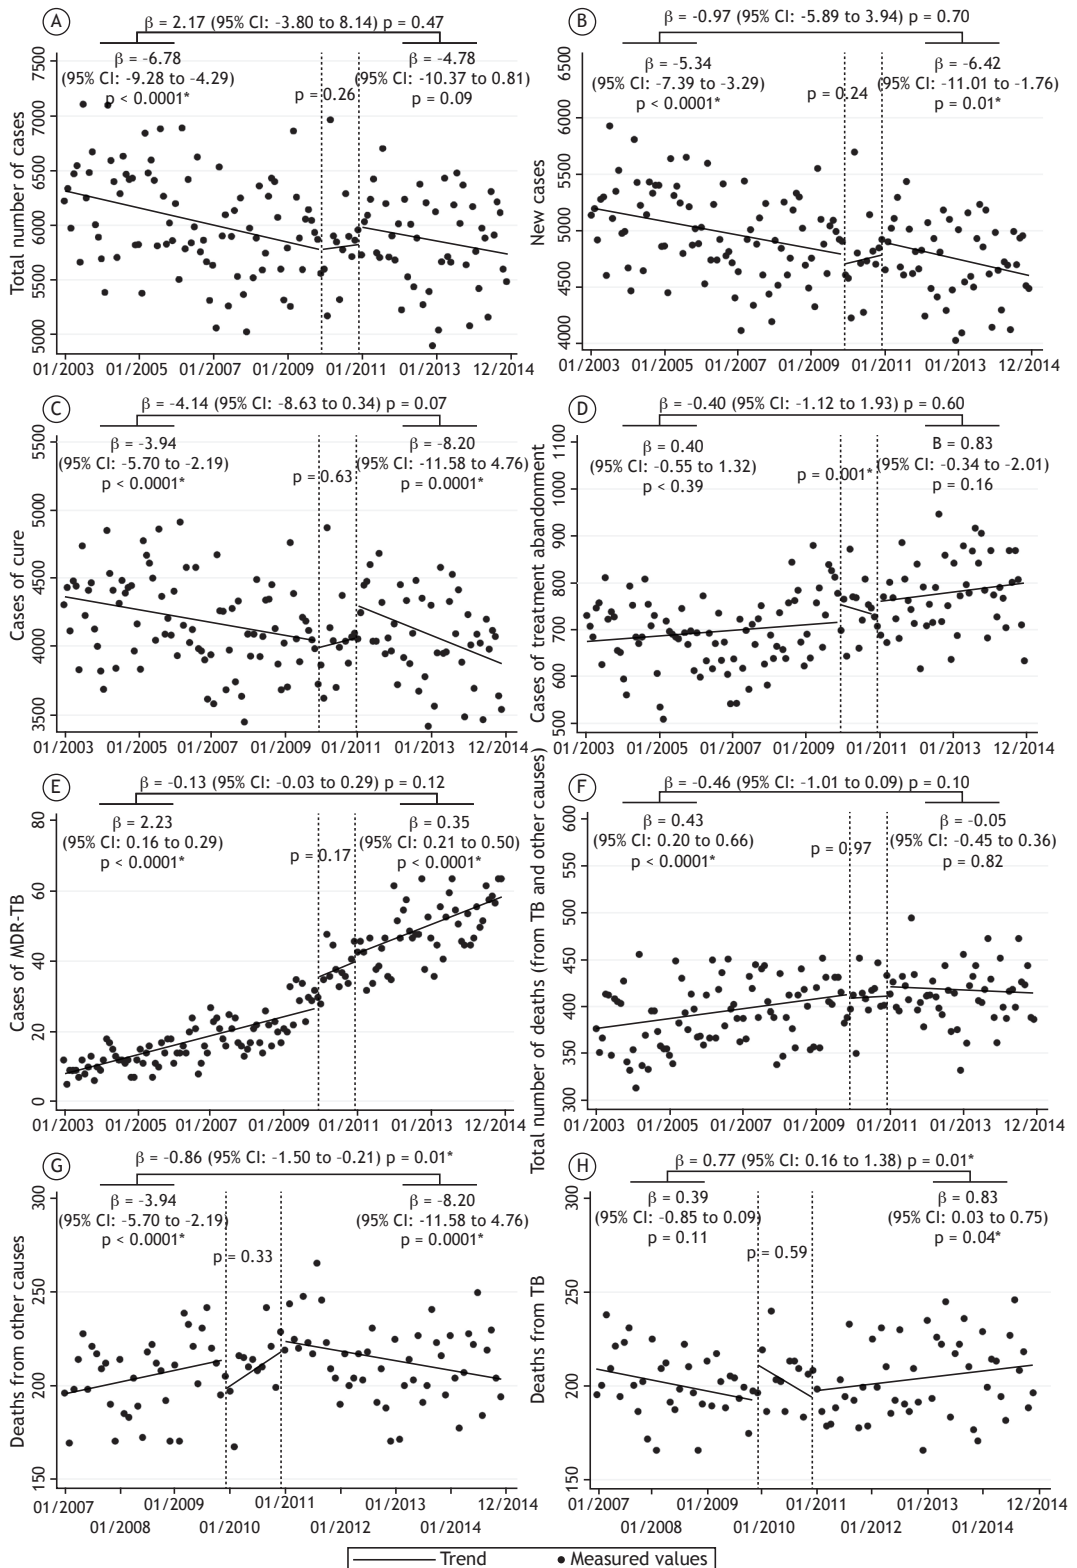 A
β = 2.17 (95% CI: -3.80 to 8.14) p = 0.47
β = -6.78
(95% CI: -9.28 to -4.29)
p < 0.0001*
p = 0.26
β = -4.78
(-10.37 to 0.81)
p = 0.09
Total number of cases
7500
7000
6500
6000
5500
5000
01/2003 01/2005 01/2007 01/2009 01/2011 01/2013 12/2014
B
β = -0.97 (95% CI: -5.89 to 3.94) p = 0.70
β = -5.34
(95% CI: -7.39 to -3.29)
p < 0.0001*
p = 0.24
β = -6.42
(95% CI: -11.01 to -1.76)
p = 0.01*
New cases
6500
6000
5500
5000
4500
4000
01/2003 01/2005 01/2007 01/2009 01/2011 01/2013 12/2014
C
β = -4.14 (95% CI: -8.63 to 0.34) p = 0.07
β = -3.94
(95% CI: -5.70 to -2.19)
p < 0.0001*
p = 0.63
β = -8.20
(95% CI: -11.58 to 4.76)
p = 0.0001*
Cases of cure
5500
5000
4500
4000
3500
01/2003 01/2005 01/2007 01/2009 01/2011 01/2013 12/2014
D
β = -0.40 (95% CI: -1.12 to 1.93) p = 0.60
β = 0.40
(95% CI: -0.55 to 1.32)
p < 0.39
p = 0.001*
B = 0.83
(95% CI: -0.34 to -2.01)
p = 0.16
Cases of treatment abandonment
1100
1000
900
800
700
600
500
01/2003 01/2005 01/2007 01/2009 01/2011 01/2013 12/2014
E
β = -0.13 (95% CI: -0.03 to 0.29) p = 0.12
β = 2.23
(95% CI: 0.16 to 0.29)
p < 0.0001*
p = 0.17
β = 0.35
(95% CI: 0.21 to 0.50)
p < 0.0001*
Cases of MDR-TB
80
60
40
20
0
01/2003 01/2005 01/2007 01/2009 01/2011 01/2013 12/2014
F
β = -0.46 (95% CI: -1.01 to 0.09) p = 0.10
β = 0.43
(95% CI: 0.20 to 0.66)
p < 0.0001*
p = 0.97
β = -0.05
(95% CI: -0.45 to 0.36)
p = 0.82
Total number of deaths (from TB and other causes)
600
550
500
450
400
350
300
01/2003 01/2005 01/2007 01/2009 01/2011 01/2013 12/2014
G
β = -0.86 (95% CI: -1.50 to -0.21) p = 0.01*
β = -3.94
(95% CI: -5.70 to -2.19)
p < 0.0001*
p = 0.33
β = -8.20
(95% CI: -11.58 to 4.76)
p = 0.0001*
Deaths from other causes
300
250
200
150
01/2007 01/2009 01/2011 01/2013 12/2014
01/2008 01/2010 01/2012 01/2014
H
β = 0.77 (95% CI: 0.16 to 1.38) p = 0.01*
β = 0.39
(95% CI: -0.85 to 0.09)
p = 0.11
p = 0.59
β = 0.83
(95% CI: 0.03 to 0.75)
p = 0.04*
Deaths from TB
300
250
200
150
01/2007 01/2009 01/2011 01/2013 12/2014
01/2008 01/2010 01/2012 01/2014
Trend Measured values